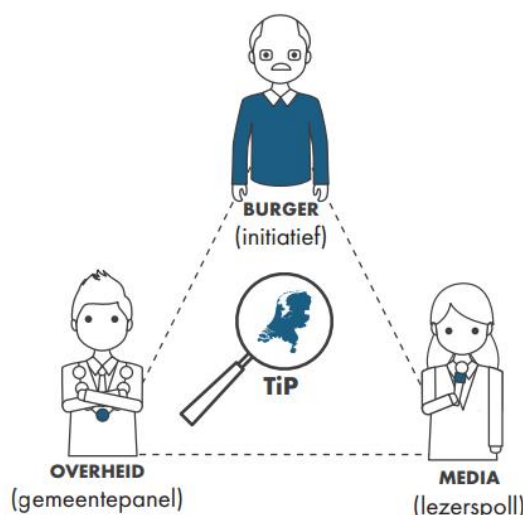 BURGER
(initiatief)
TiP
OVERHEID
(gemeentepanel)
MEDIA
(lezerspoll)